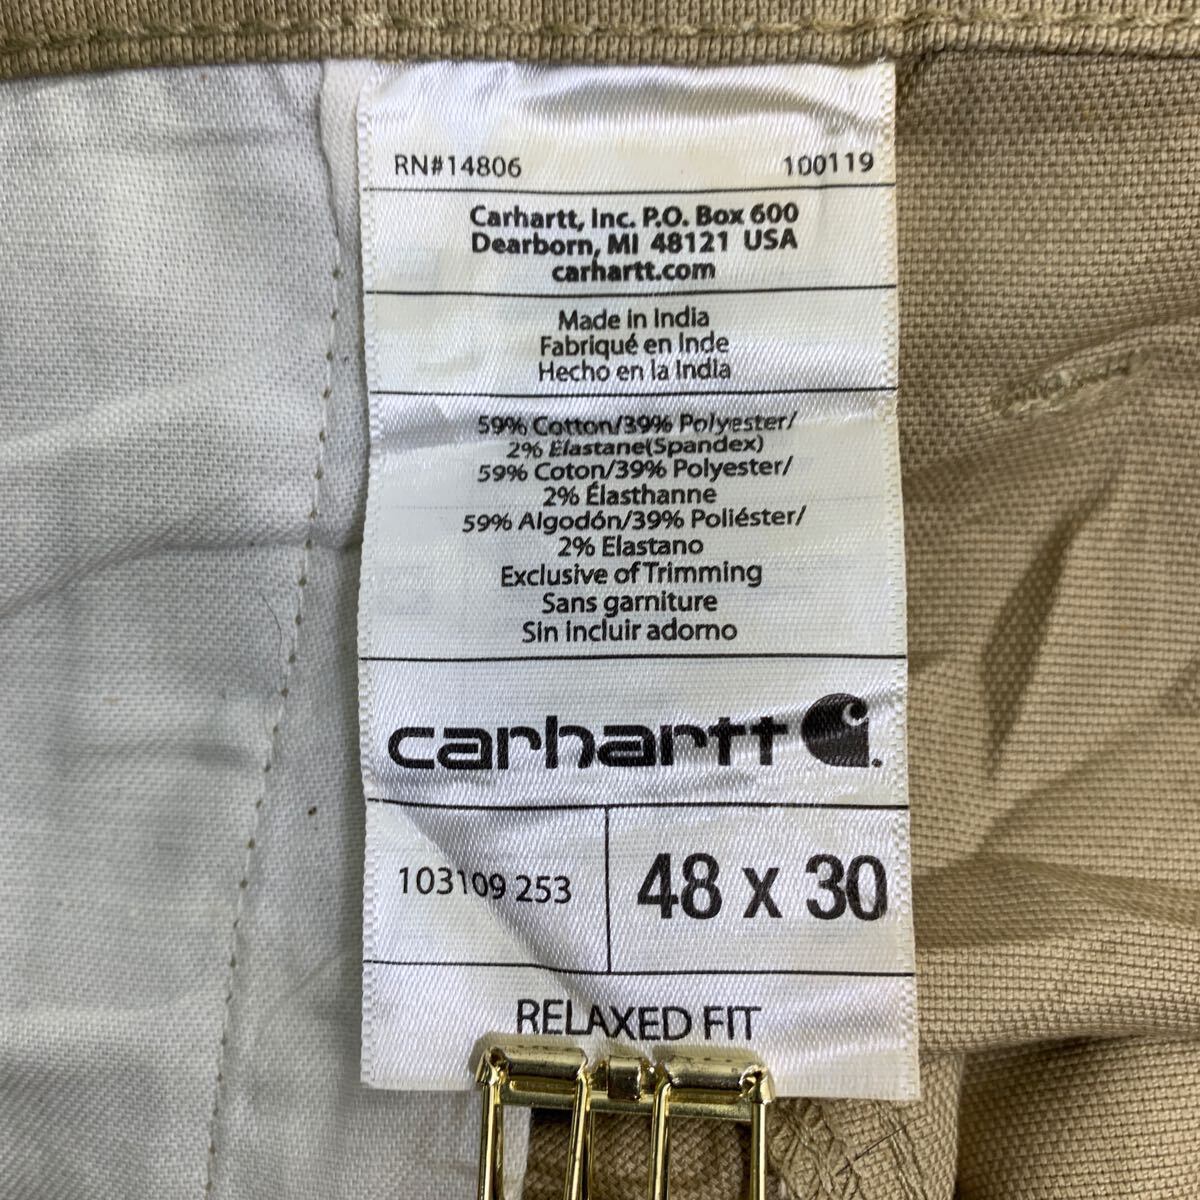 RN#14806 100119
Carhartt, Inc. P.O. Box 600
Dearborn, MI 48121 USA
carhartt.com
Made in India
Fabriqué en Inde
Hecho en la India
59% Cotton/39% Polyester/
2% Elastane(Spandex)
59% Coton/39% Polyester/
2% Élasthanne
59% Algodón/39% Poliéster/
2% Elastano
Exclusive of Trimming
Sans garniture
Sin incluir adorno
carhartt
103109 253 48 x 30
RELAXED FIT